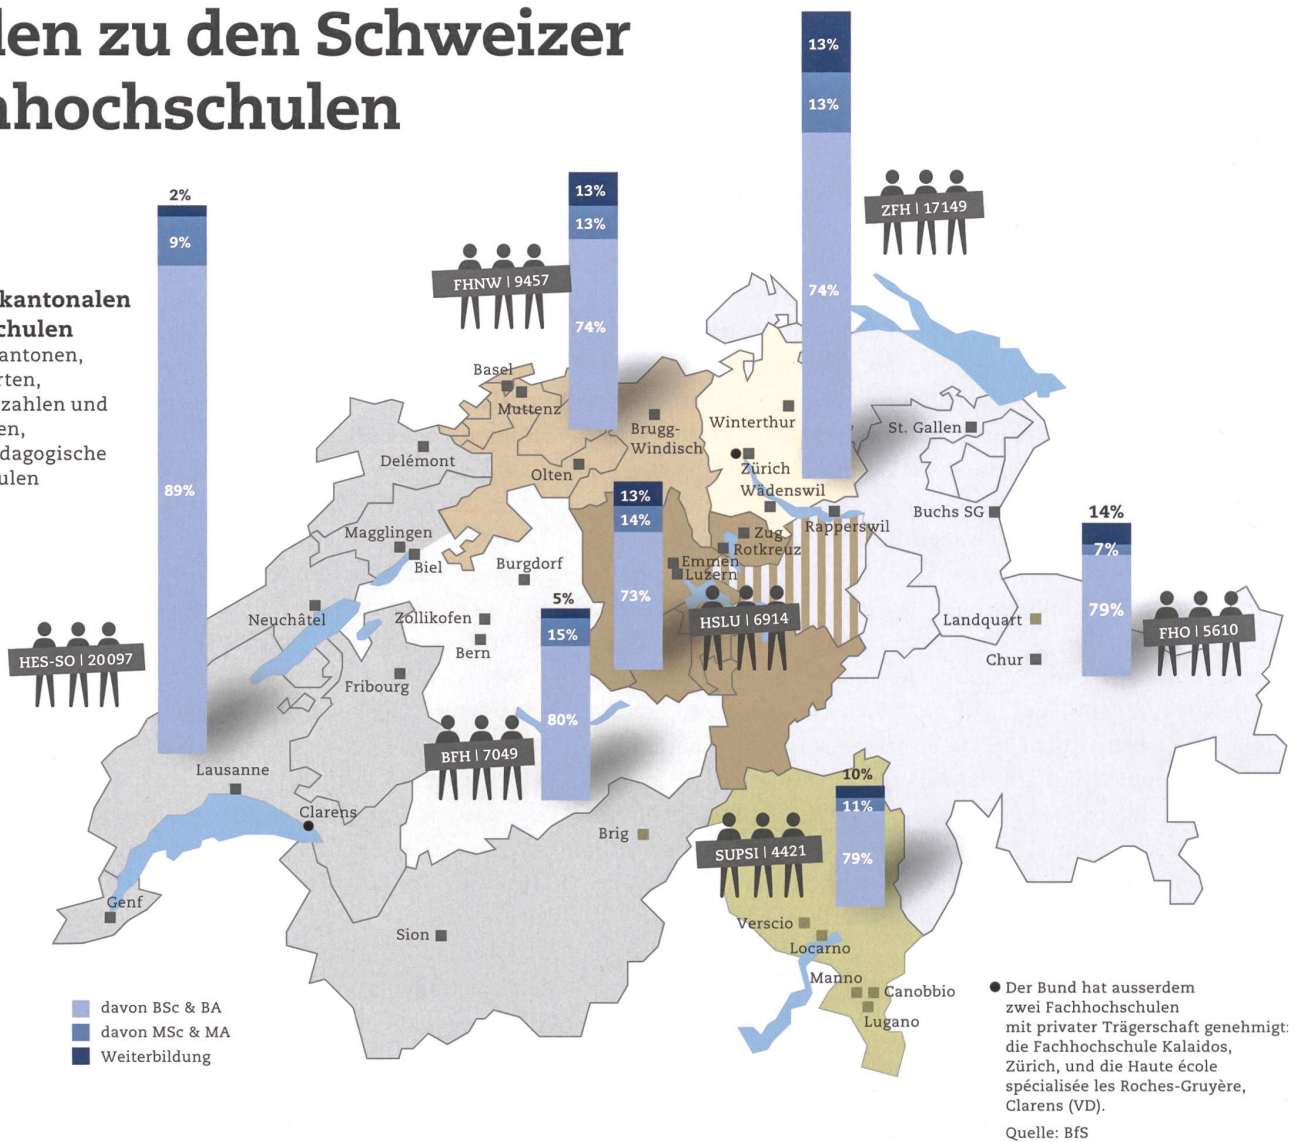 len zu den Schweizer
hochschulen
kantonalen
chulen
antonen,
rten,
zahlen und
en,
dagogische
ulen
2%
9%
89%
HES-SO | 20 097
13%
13%
74%
FHNW | 9457
13%
13%
74%
ZFH | 17 149
13%
14%
73%
HSLU | 6914
5%
15%
80%
BFH | 7049
14%
7%
79%
FHO | 5610
10%
11%
79%
SUPSI | 4421
Basel
Muttenz
Brugg-
Windisch
Olten
Delémont
Winterthur
Zürich
Wädenswil
Rapperswil
St. Gallen
Buchs SG
Magglingen
Biel
Burgdorf
Zug
Rotkreuz
Emmen
Luzern
Neuchâtel
Zollikofen
Bern
Fribourg
Landquart
Chur
Lausanne
Clarens
Brig
Genf
Sion
Verscio
Locarno
Manno
Canobbio
Lugano
davon BSc & BA
davon MSc & MA
Weiterbildung
Der Bund hat ausserdem
zwei Fachhochschulen
mit privater Trägerschaft genehmigt:
die Fachhochschule Kalaidos,
Zürich, und die Haute école
spécialisée les Roches-Gruyère,
Clarens (VD).
Quelle: BfS